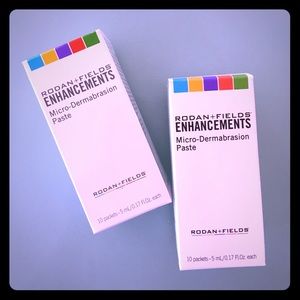 RODAN+FIELDS
ENHANCEMENTS
Micro-Dermabrasion
Paste
RODAN+FIELDS
10 packets - 5 mL/0.17 Fl.Oz. each
RODAN+FIELDS
ENHANCEMENTS
Micro-Dermabrasion
Paste
RODAN+FIELDS
10 packets - 5 mL/0.17 Fl.Oz. each